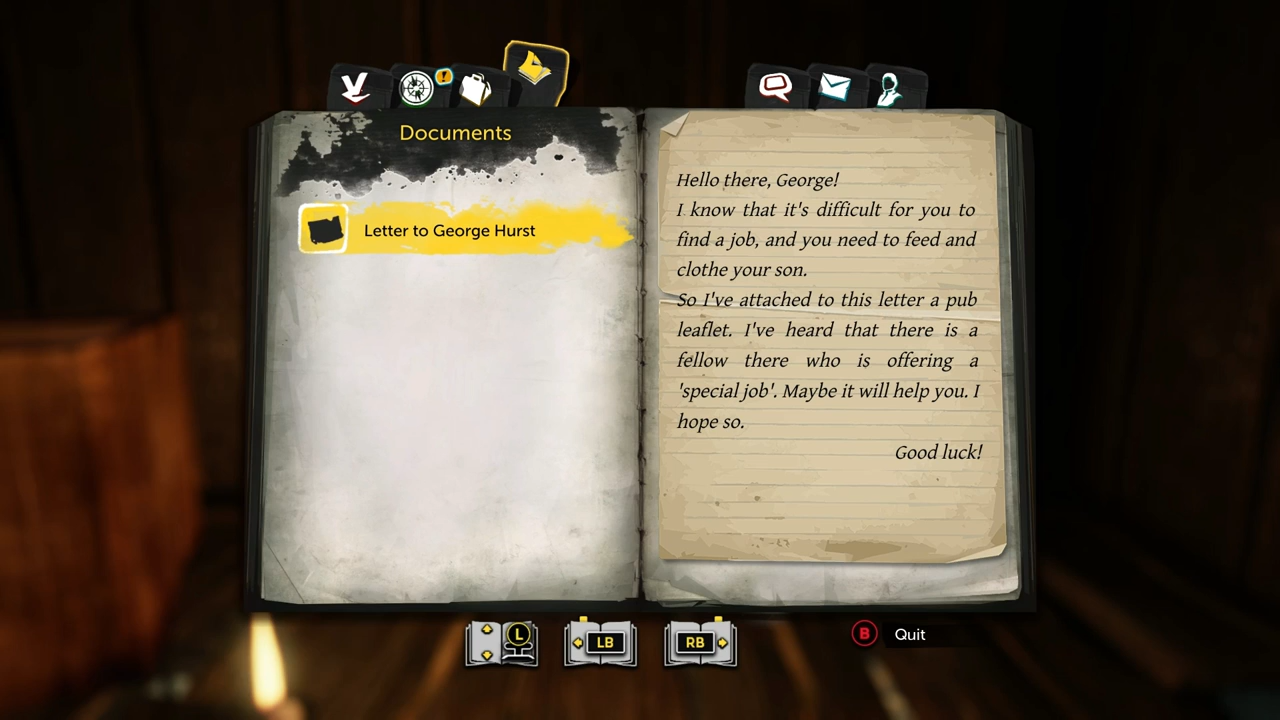 Documents
Letter to George Hurst
Hello there, George!
I know that it's difficult for you to
find a job, and you need to feed and
clothe your son.
So I've attached to this letter a pub
leaflet. I've heard that there is a
fellow there who is offering a
'special job'. Maybe it will help you. I
hope so.
Good luck!
L
LB
RB
B Quit